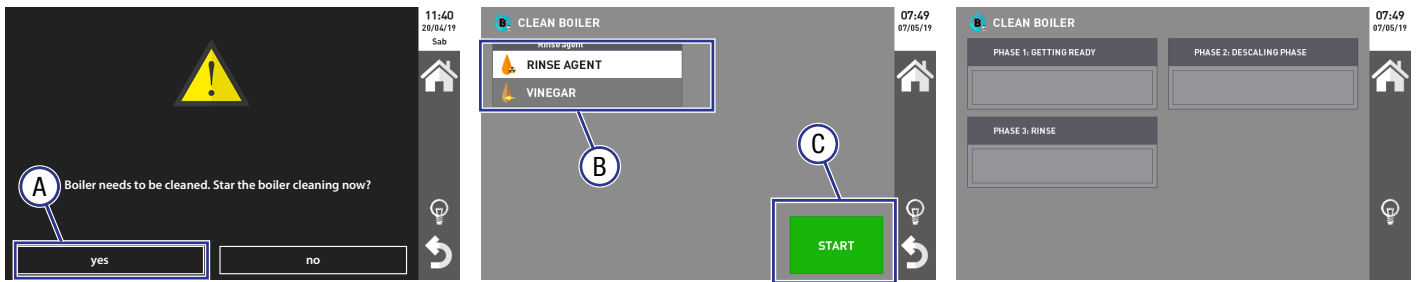 11:40
20/04/19
Sab
Boiler needs to be cleaned. Star the boiler cleaning now?
A
yes
no
07:49
07/05/19
B CLEAN BOILER
Rinse agent
RINSE AGENT
VINEGAR
B
C
START
07:49
07/05/19
B CLEAN BOILER
PHASE 1: GETTING READY
PHASE 2: DESCALING PHASE
PHASE 3: RINSE